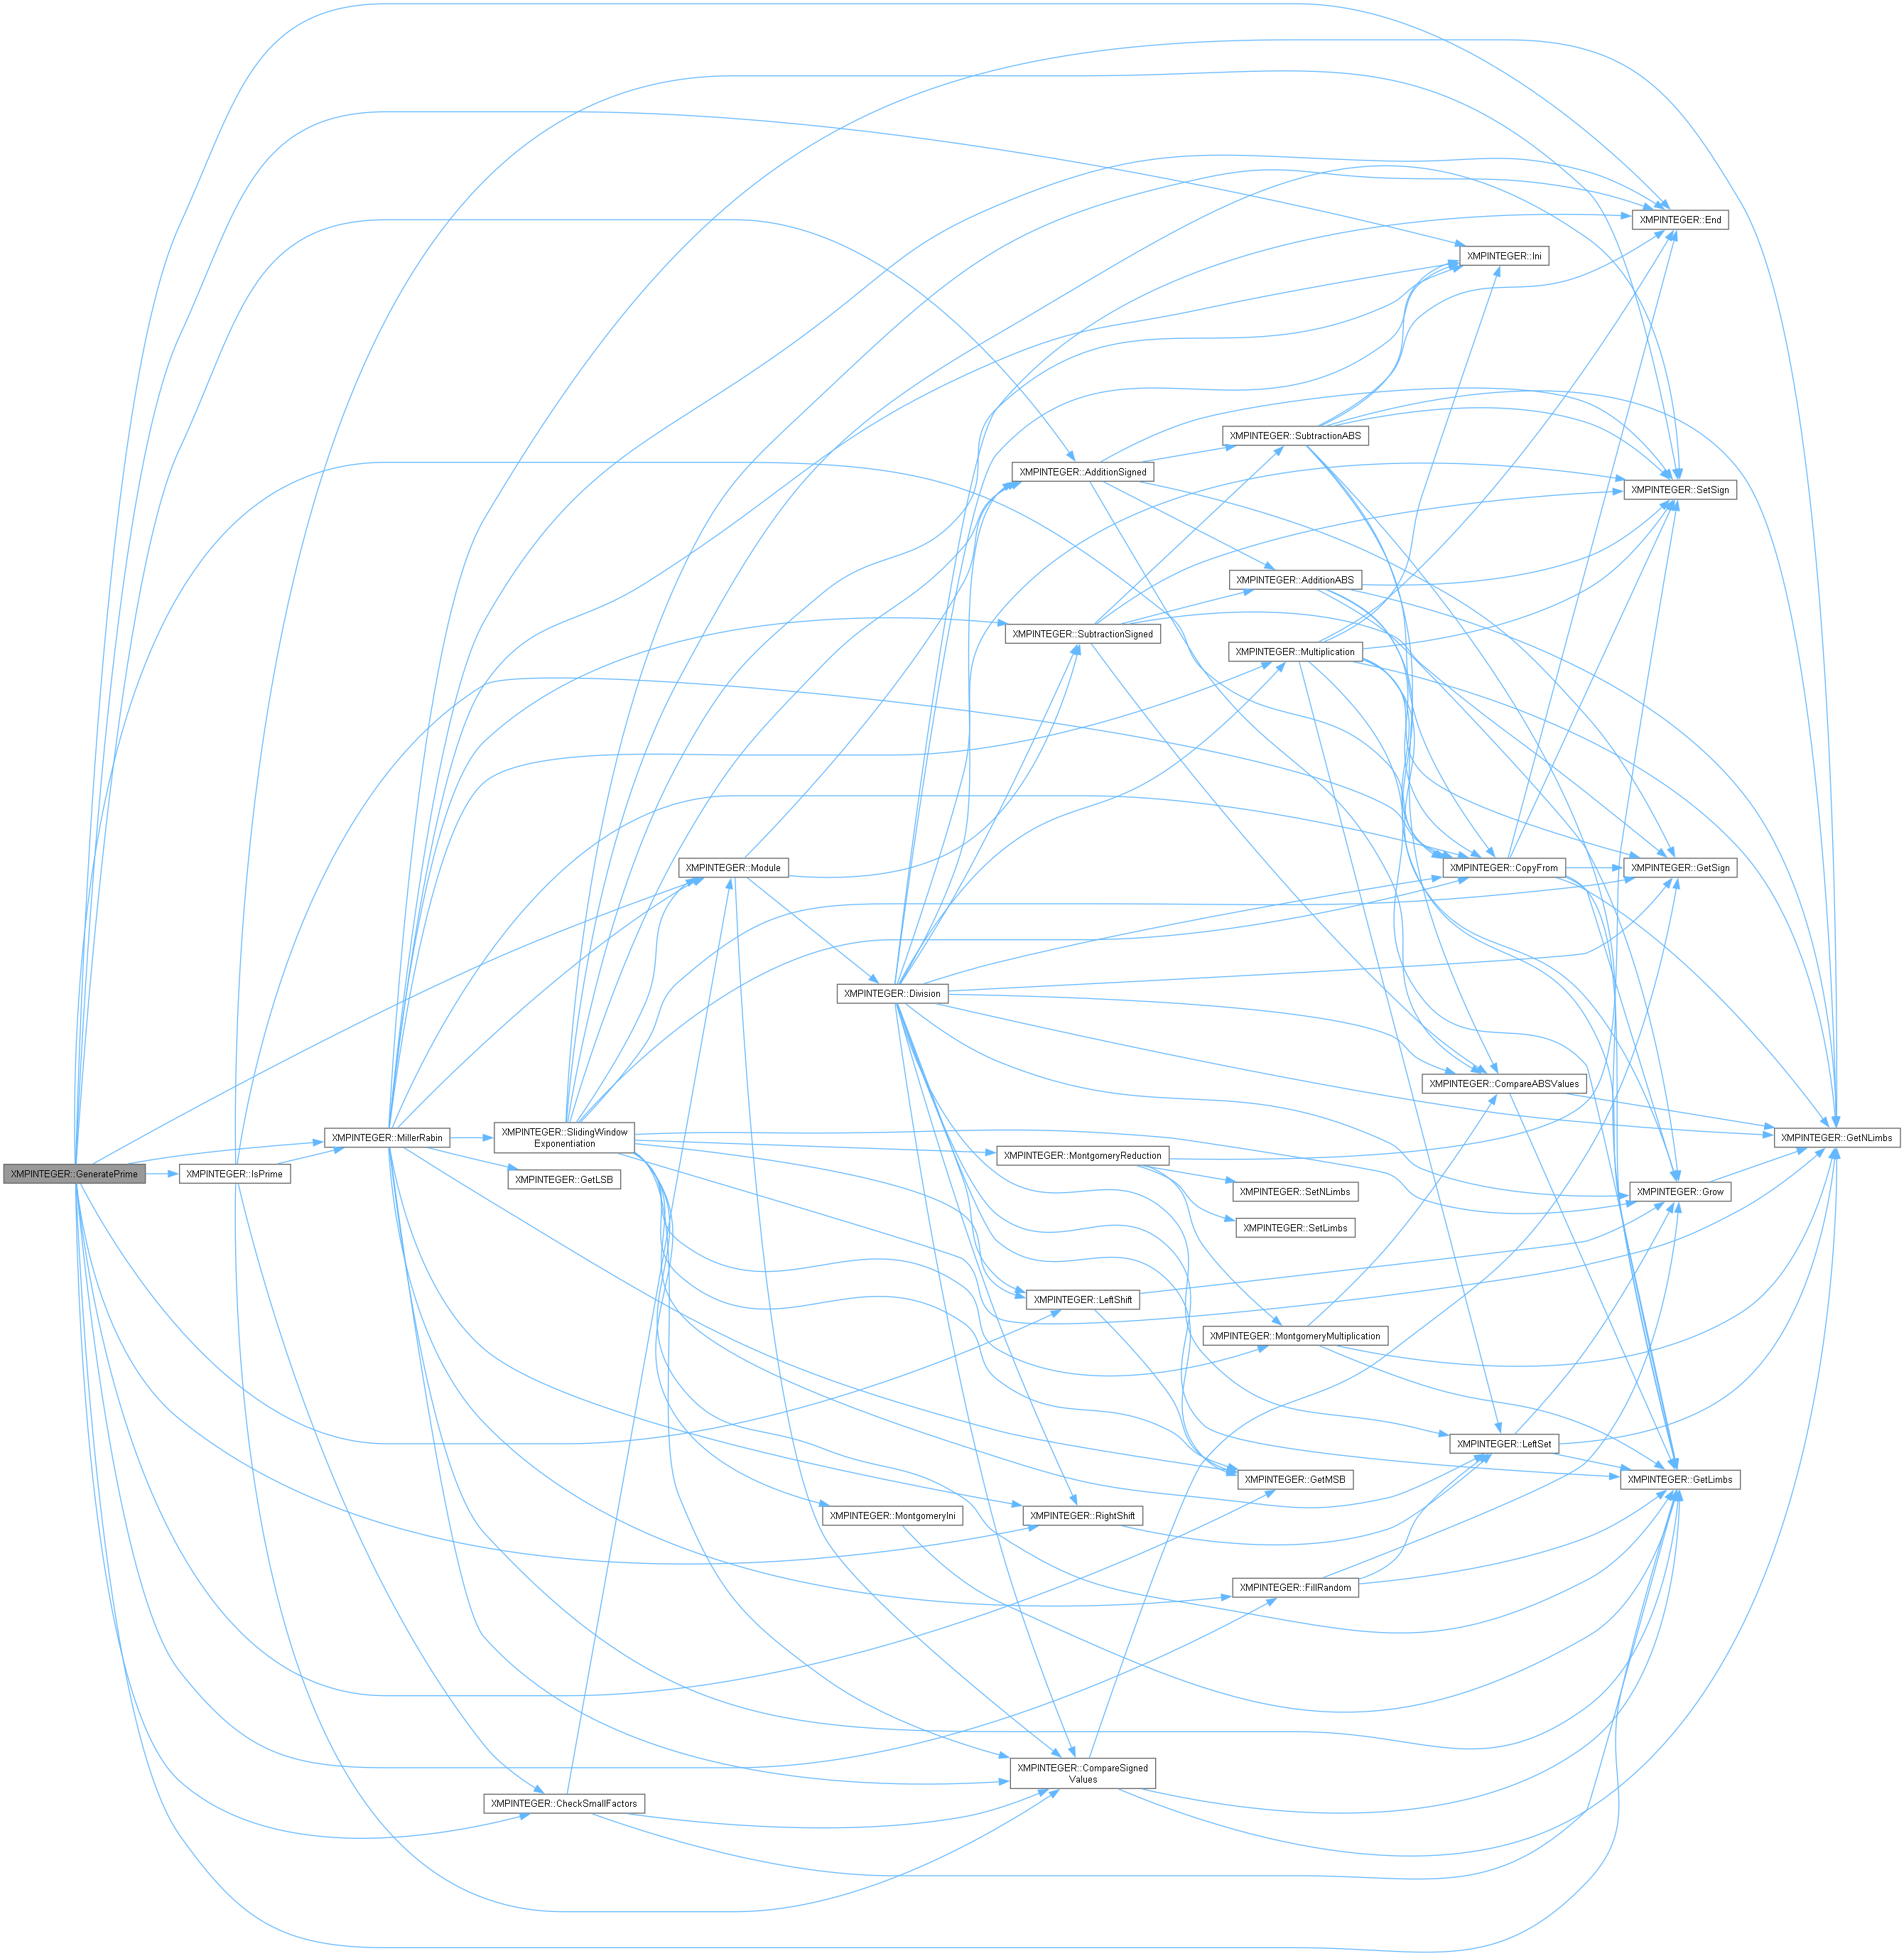 XMPINTEGER::End
XMPINTEGER::Ini
XMPINTEGER::SubtractionABS
XMPINTEGER::AdditionSigned
XMPINTEGER::SetSign
XMPINTEGER::AdditionABS
XMPINTEGER::SubtractionSigned
XMPINTEGER::Multiplication
XMPINTEGER::Module
XMPINTEGER::CopyFrom
XMPINTEGER::GetSign
XMPINTEGER::Division
XMPINTEGER::CompareABSValues
XMPINTEGER::MillerRabin
XMPINTEGER::SlidingWindow
Exponentiation
XMPINTEGER::GetNLimbs
XMPINTEGER::MontgomeryReduction
XMPINTEGER::GeneratePrime
XMPINTEGER::IsPrime
XMPINTEGER::GetLSB
XMPINTEGER::SetNLimbs
XMPINTEGER::Grow
XMPINTEGER::SetLimbs
XMPINTEGER::LeftShift
XMPINTEGER::MontgomeryMultiplication
XMPINTEGER::LeftSet
XMPINTEGER::GetMSB
XMPINTEGER::GetLimbs
XMPINTEGER::MontgomeryIni
XMPINTEGER::RightShift
XMPINTEGER::FillRandom
XMPINTEGER::CompareSigned
Values
XMPINTEGER::CheckSmallFactors